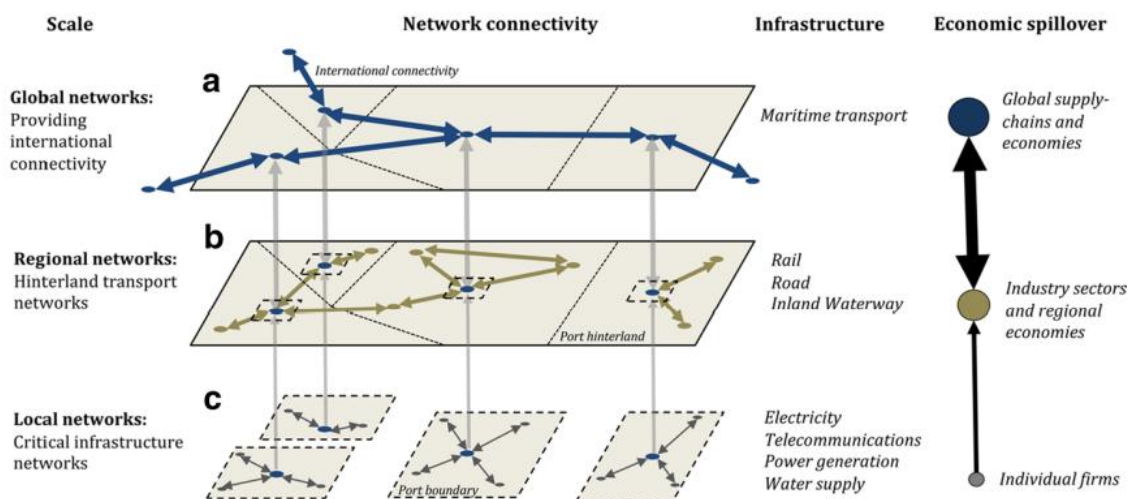 Scale
Network connectivity
Infrastructure
Economic spillover
a
International connectivity
Global networks:
Providing
international
connectivity
Maritime transport
Global supply-
chains and
economies
b
Regional networks:
Hinterland transport
networks
Port hinterland
Rail
Road
Inland Waterway
Industry sectors
and regional
economies
c
Local networks:
Critical infrastructure
networks
Port boundary
Electricity
Telecommunications
Power generation
Water supply
Individual firms